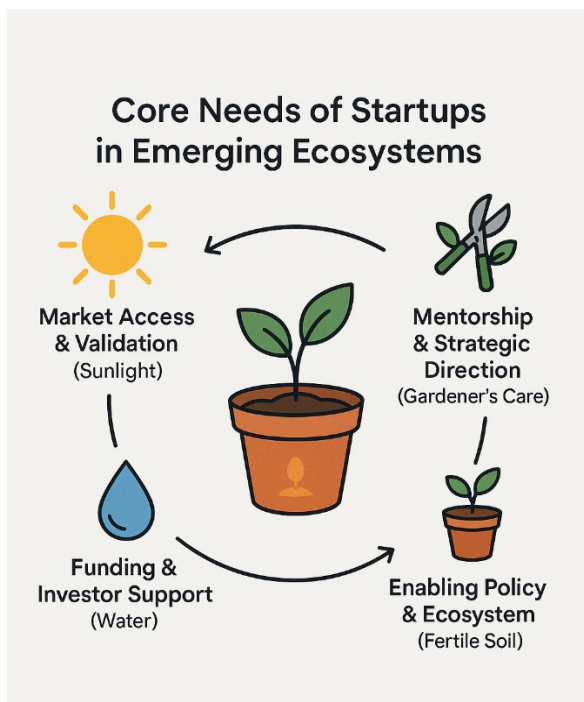 Core Needs of Startups
in Emerging Ecosystems
Market Access
& Validation
(Sunlight)
Mentorship
& Strategic
Direction
(Gardener's Care)
Funding &
Investor Support
(Water)
Enabling Policy
& Ecosystem
(Fertile Soil)